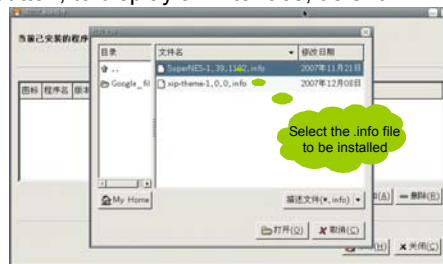 当前已安装的程序
图标 程序名 版本
目录
文件名
修改日期
..
Google_fil
SuperNES-1,39,1102,info
2007年11月21日
xip-theme-1,0,0,info
2007年12月08日
Select the .info file
to be installed
My Home
描述文件(*,info)
(A)
删除(R)
打开(O)
取消(C)
(H)
关闭(C)